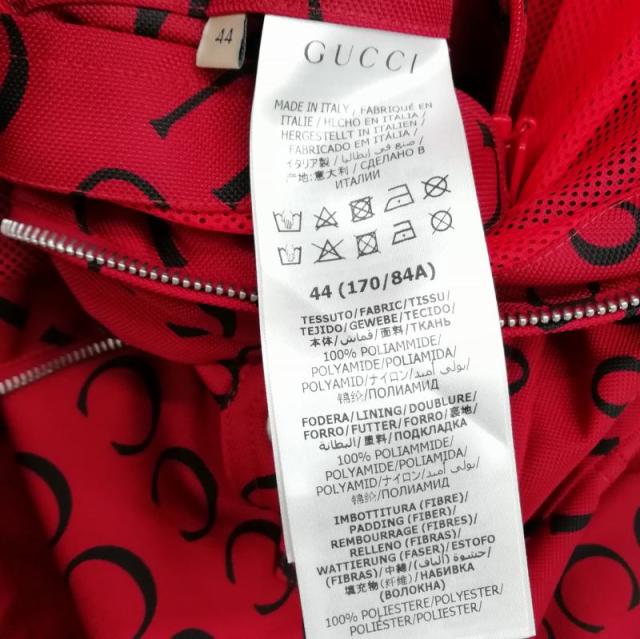 44
GUCCI
MADE IN ITALY / FABRIQUÉ EN
ITALIE / HLCHO EN ITALIA /
HERGESTELLT IN ITALIEN /
FABRICADO EM ITÁLIA /
イタリア製 / صنع في إيطاليا /
产地:意大利 / СДЕЛАНО В
ИТАЛИИ
44 (170/84A)
TESSUTO/FABRIC/TISSU/
TEJIDO/GEWEBE/TECIDO/
本体/قماش/面料/ТКАНЬ
100% POLIAMMIDE/
POLYAMIDE/POLIAMIDA/
POLYAMID/ナイロン/بولي أميد/
锦纶/ПОЛИАМИД
FODERA/LINING/DOUBLURE/
FORRO/FUTTER/FORRO/裏地/
البطانة/里料/ПОДКЛАДКА
100% POLIAMMIDE/
POLYAMIDE/POLIAMIDA/
POLYAMID/ナイロン/بولي أميد/
锦纶/ПОЛИАМИД
IMBOTTITURA (FIBRE)/
PADDING (FIBER)/
REMBOURRAGE (FIBRES)/
RELLENO (FIBRAS)/
WATTIERUNG (FASER)/ESTOFO
(FIBRAS)/中綿/حشوة (ألياف)/
填充物(纤维)/НАБИВКА
(ВОЛОКНА)
100% POLIESTERE/POLYESTER/
POLIÉSTER/POLYESTER/